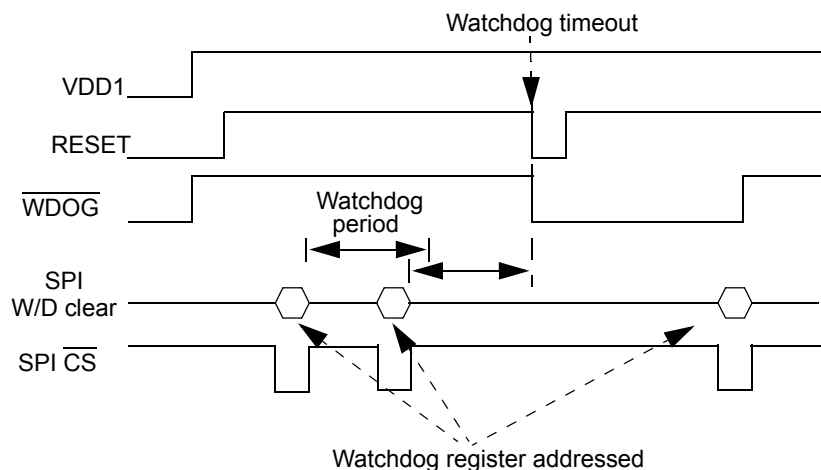 Watchdog timeout
VDD1
RESET
WDOG
Watchdog
period
SPI
W/D clear
SPI CS
Watchdog register addressed